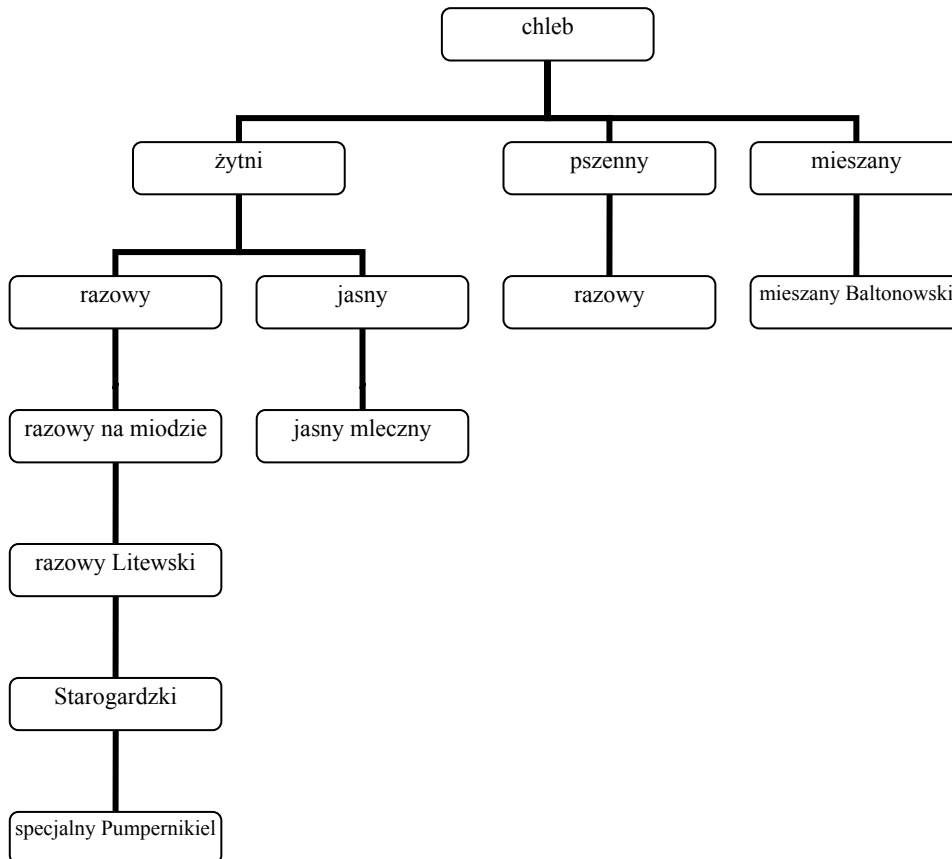 chleb
żytni
pszenny
mieszany
razowy
jasny
razowy
mieszany Baltonowski
razowy na miodzie
jasny mleczny
razowy Litewski
Starogardzki
specjalny Pumpernikiel